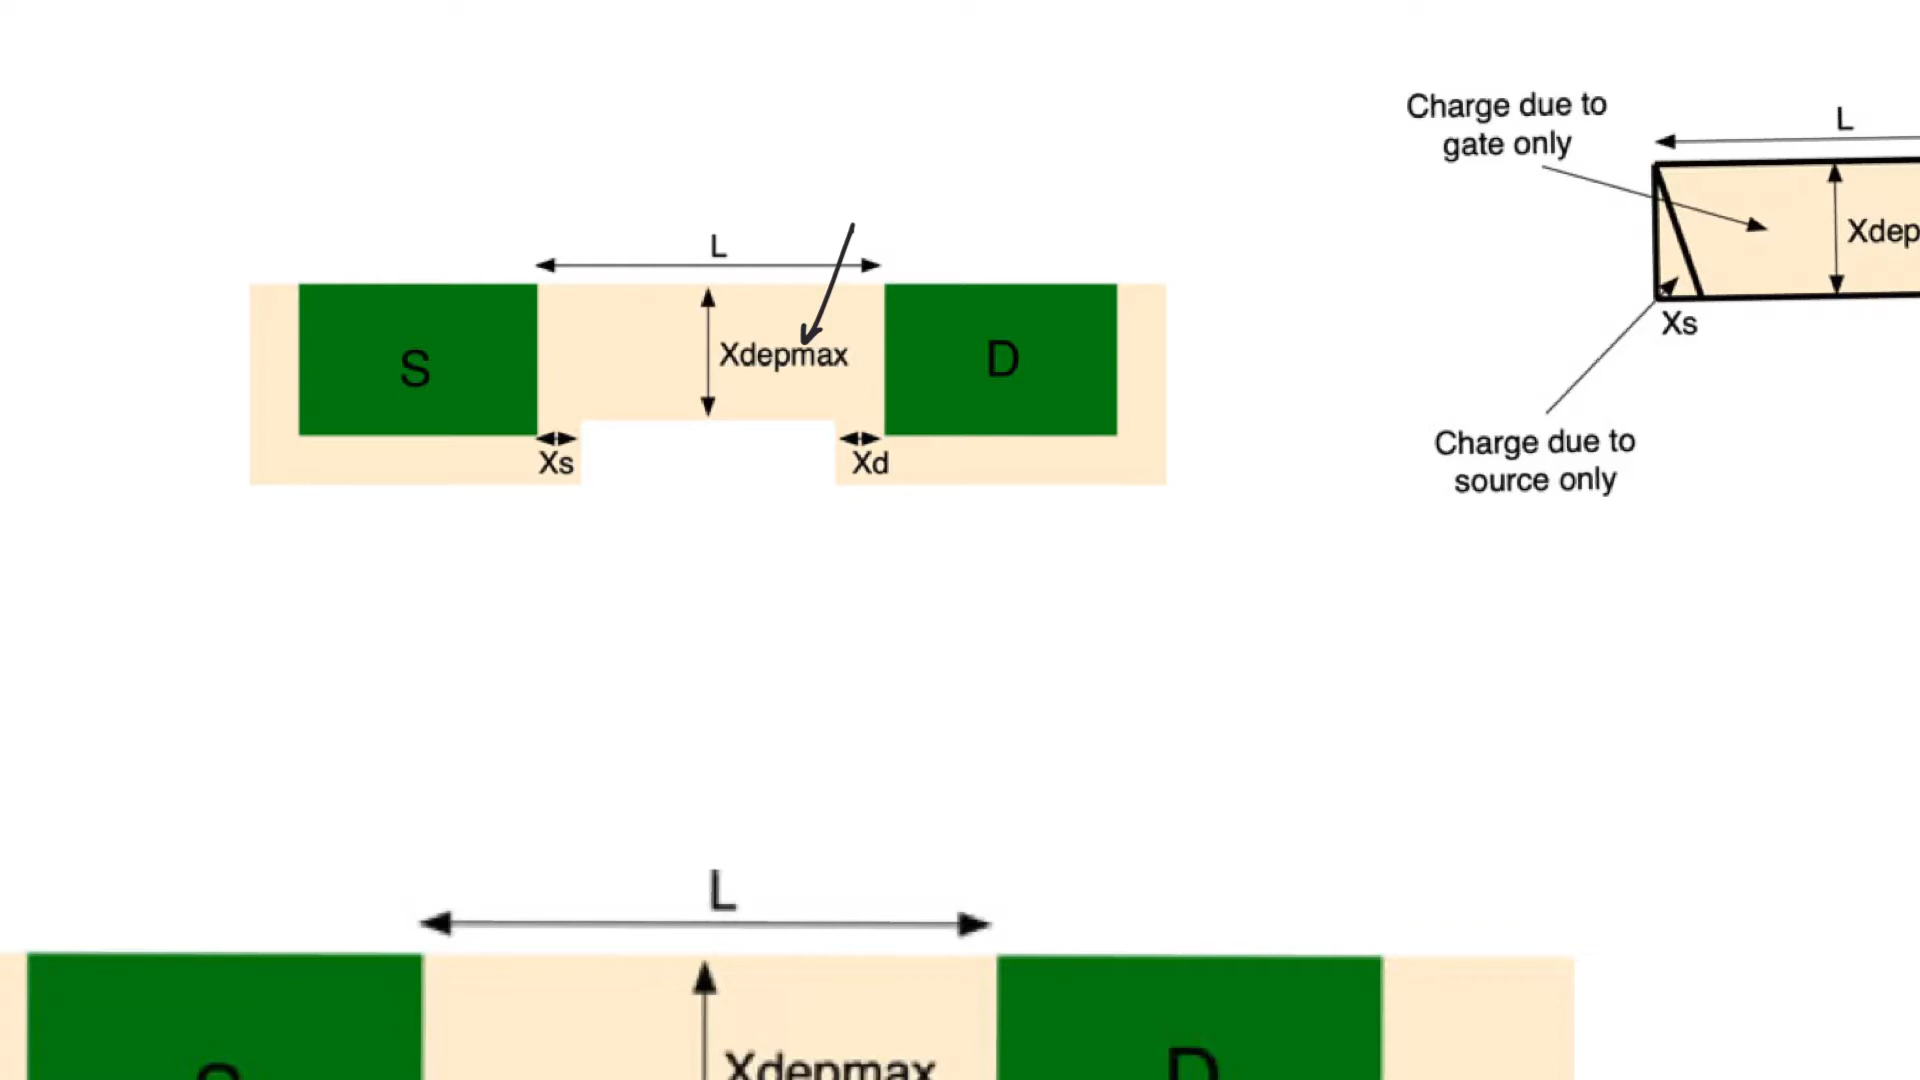 Charge due to
gate only
L
Xdep
Xs
Charge due to
source only
L
S
Xdepmax
D
Xs
Xd
L
S
Xdepmax
D